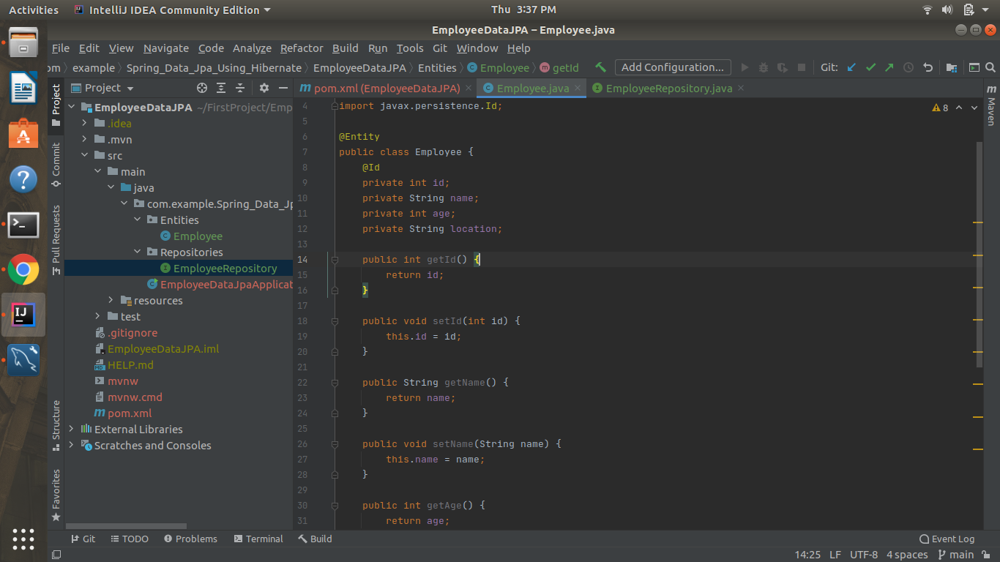 Activities IntelliJ IDEA Community Edition Thu 3:37 PM
EmployeeDataJPA – Employee.java
File Edit View Navigate Code Analyze Refactor Build Run Tools Git Window Help
om example Spring_Data_Jpa_Using_Hibernate EmployeeDataJPA Entities Employee getId Add Configuration... Git:
Project
pom.xml (EmployeeDataJPA) Employee.java EmployeeRepository.java
Project
Commit
Pull Requests
Structure
Favorites
EmployeeDataJPA ~/FirstProject/Emp
.idea
.mvn
src
main
java
com.example.Spring_Data_Jp
Entities
Employee
Repositories
EmployeeRepository
EmployeeDataJpaApplicat
resources
test
.gitignore
EmployeeDataJPA.iml
HELP.md
mvnw
mvnw.cmd
pom.xml
External Libraries
Scratches and Consoles
8
4 import javax.persistence.Id;
5
6 @Entity
7 public class Employee {
8 @Id
9 private int id;
10 private String name;
11 private int age;
12 private String location;
13
14 public int getId() {
15 return id;
16 }
17
18 public void setId(int id) {
19 this.id = id;
20 }
21
22 public String getName() {
23 return name;
24 }
25
26 public void setName(String name) {
27 this.name = name;
28 }
29
30 public int getAge() {
31 return age;
Maven
Git TODO Problems Terminal Build Event Log
14:25 LF UTF-8 4 spaces main